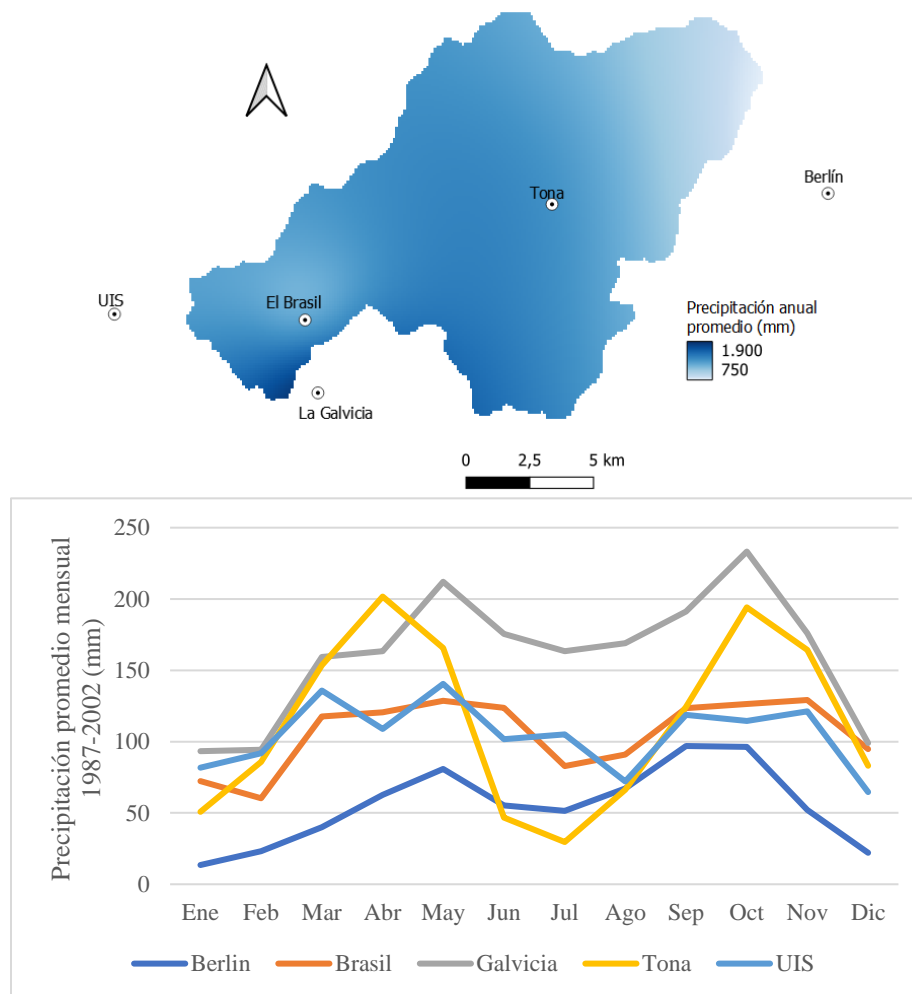 Tona
Berlín
UIS
El Brasil
La Galvicia
Precipitación anual
promedio (mm)
1.900
750
0 2,5 5 km
Precipitación promedio mensual
1987-2002 (mm)
250
200
150
100
50
0
Ene Feb Mar Abr May Jun Jul Ago Sep Oct Nov Dic
Berlin Brasil Galvicia Tona UIS